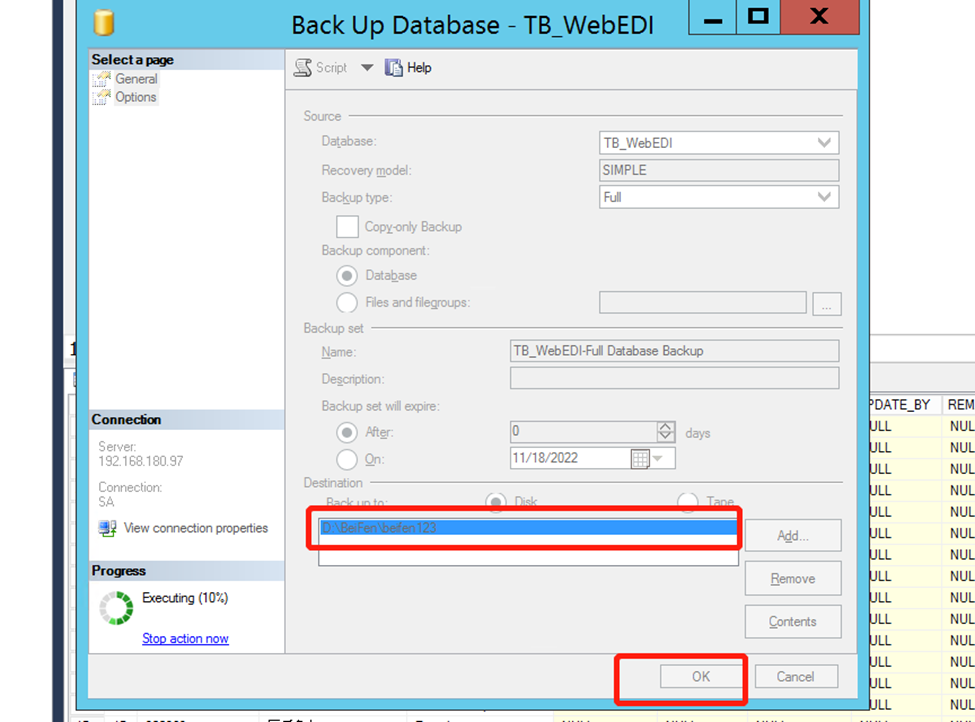 Back Up Database - TB_WebEDI
Select a page
General
Options
Script
Help
Source
Database:
TB_WebEDI
Recovery model:
SIMPLE
Backup type:
Full
Copy-only Backup
Backup component:
Database
Files and filegroups:
...
Backup set
Name:
TB_WebEDI-Full Database Backup
Description:
Backup set will expire:
After:
0
days
On:
11/18/2022
Destination
Back up to:
Disk
Tape
D:\BeiFen\beifen123
Add...
Remove
Contents
Connection
Server:
192.168.180.97
Connection:
SA
View connection properties
Progress
Executing (10%)
Stop action now
OK
Cancel
PDATE_BY REM
ULL NUL
ULL NUL
ULL NUL
ULL NUL
ULL NUL
ULL NUL
ULL NUL
ULL NUL
ULL NUL
ULL NUL
ULL NUL
ULL NUL
ULL NUL
ULL NUL